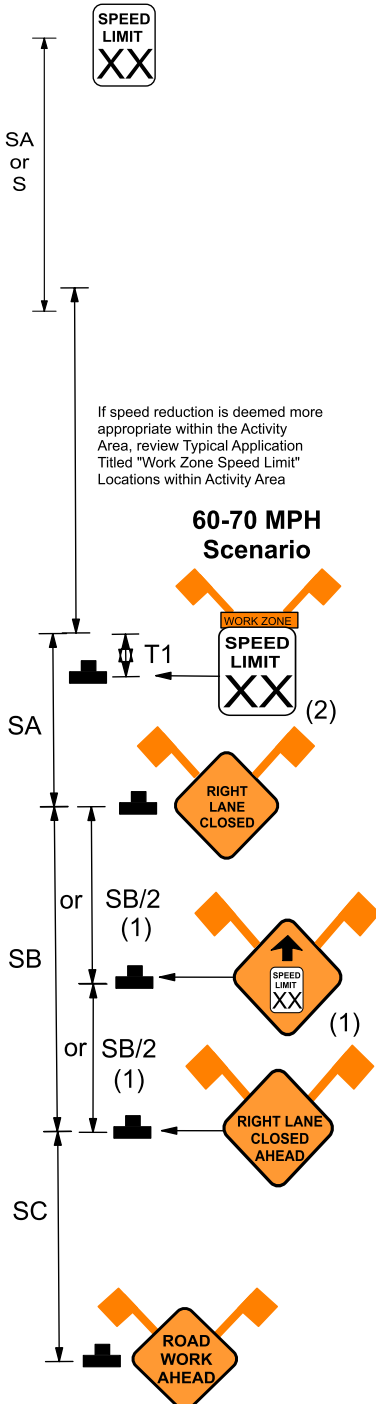 SPEED
LIMIT
XX
SA
or
S
If speed reduction is deemed more
appropriate within the Activity
Area, review Typical Application
Titled "Work Zone Speed Limit"
Locations within Activity Area
60-70 MPH
Scenario
WORK ZONE
SPEED
LIMIT
XX
(2)
T1
SA
RIGHT
LANE
CLOSED
or
SB/2
(1)
SB
SPEED
LIMIT
XX
(1)
or
SB/2
(1)
RIGHT LANE
CLOSED
AHEAD
SC
ROAD
WORK
AHEAD